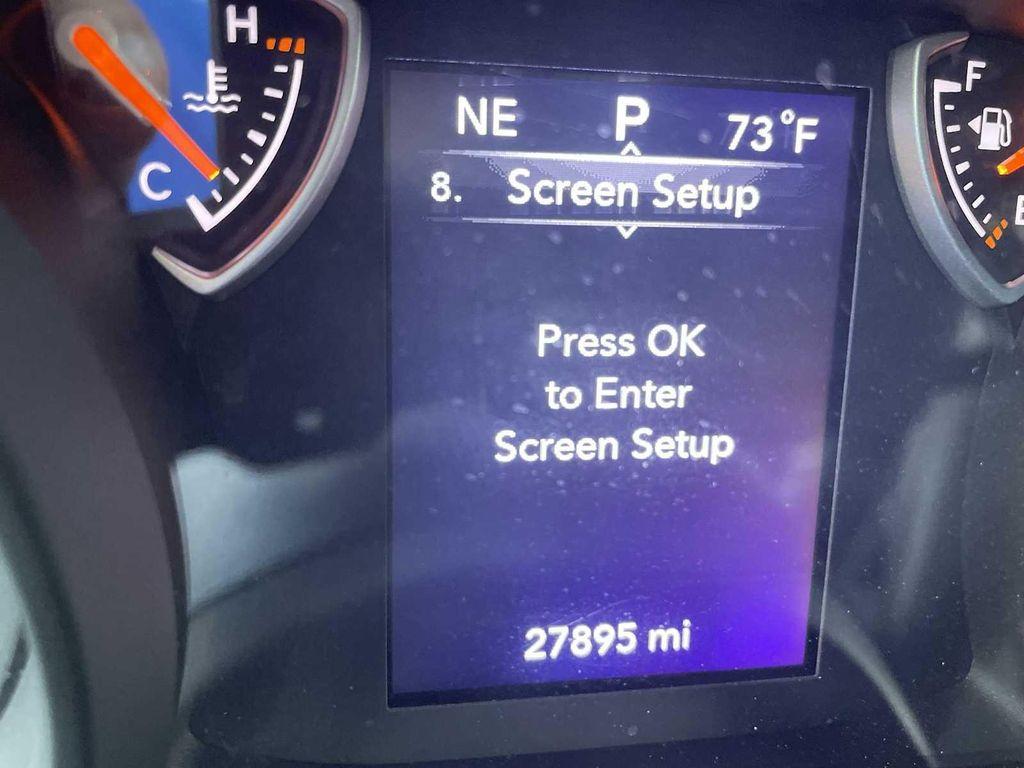 H
C
NE P 73°F
8. Screen Setup
Press OK
to Enter
Screen Setup
27895 mi
F
E